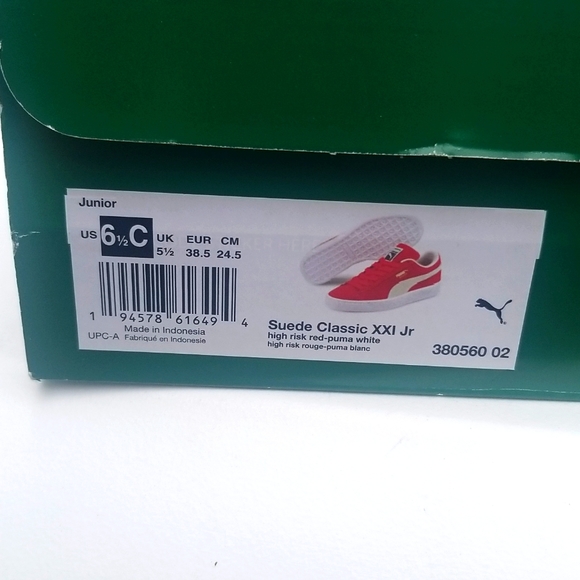 Junior
US 6½C UK EUR CM
5½ 38.5 24.5
1 94578 61649 4
UPC-A Made in Indonesia
Fabriqué en Indonesie
Suede Classic XXI Jr
high risk red-puma white
high risk rouge-puma blanc
380560 02